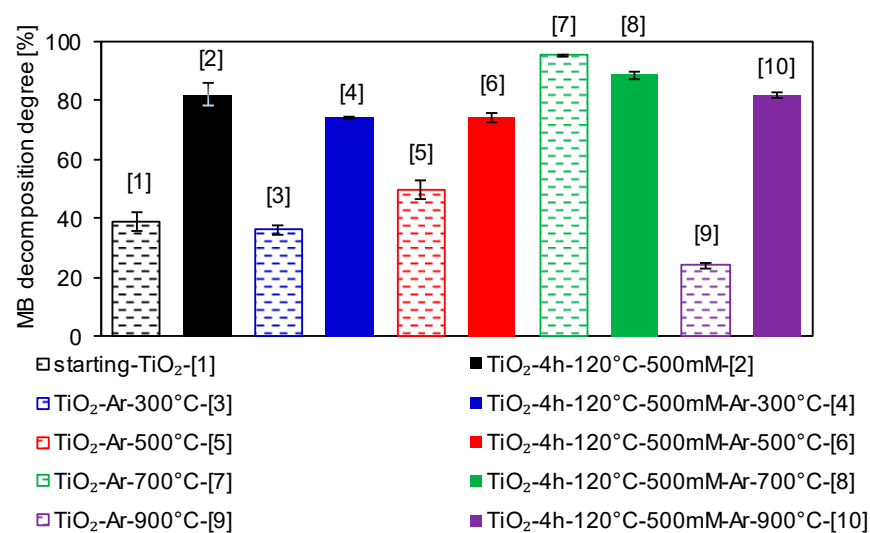 MB decomposition degree [%]
100
80
60
40
20
0
[1]
[2]
[3]
[4]
[5]
[6]
[7]
[8]
[9]
[10]
starting-TiO₂-[1]
TiO₂-4h-120°C-500mM-[2]
TiO₂-Ar-300°C-[3]
TiO₂-4h-120°C-500mM-Ar-300°C-[4]
TiO₂-Ar-500°C-[5]
TiO₂-4h-120°C-500mM-Ar-500°C-[6]
TiO₂-Ar-700°C-[7]
TiO₂-4h-120°C-500mM-Ar-700°C-[8]
TiO₂-Ar-900°C-[9]
TiO₂-4h-120°C-500mM-Ar-900°C-[10]